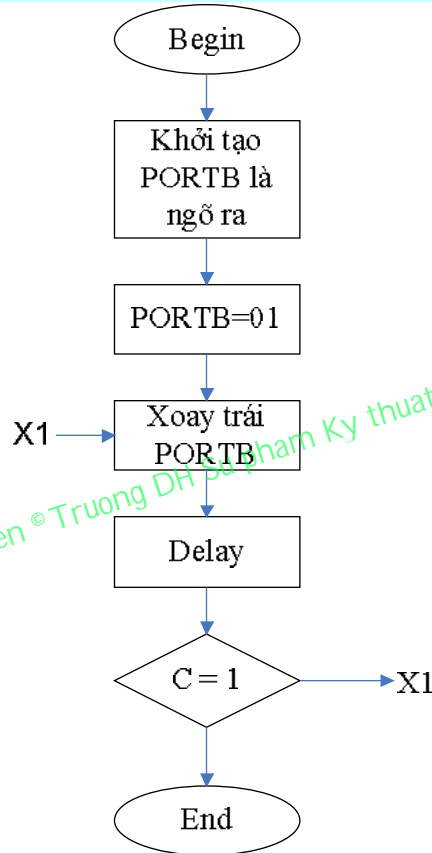 Begin
Khởi tạo
PORTB là
ngõ ra
PORTB=01
X1
Xoay trái
PORTB
en © Truong DH Su pham Ky thuat
Delay
C = 1
X1
End